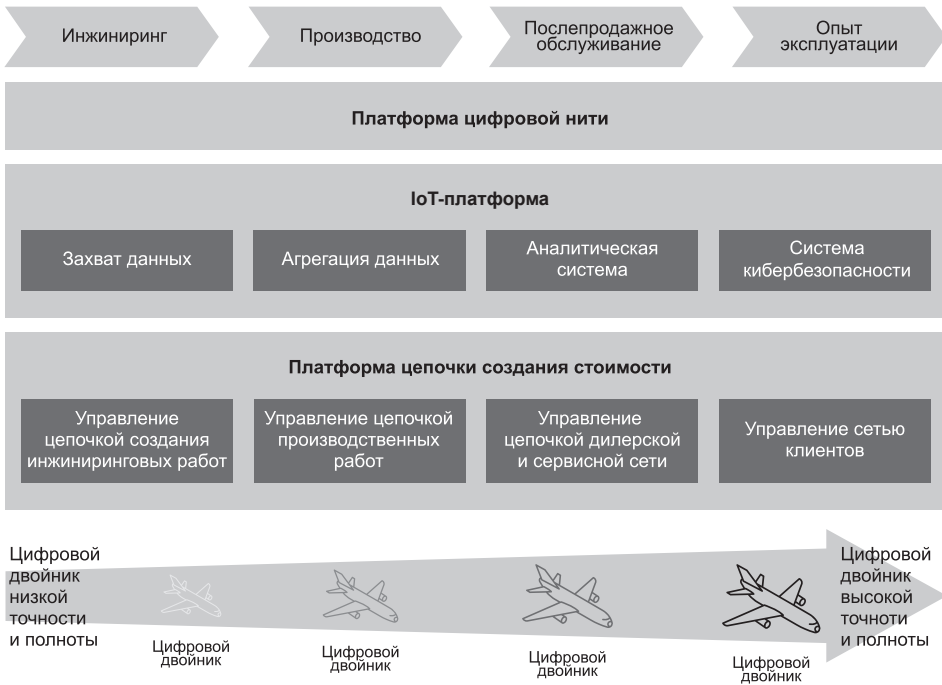 Инжиниринг
Производство
Послепродажное
обслуживание
Опыт
эксплуатации
Платформа цифровой нити
IoT-платформа
Захват данных
Агрегация данных
Аналитическая
система
Система
кибербезопасности
Платформа цепочки создания стоимости
Управление
цепочкой создания
инжиниринговых работ
Управление цепочкой
производственных
работ
Управление
цепочкой дилерской
и сервисной сети
Управление сетью
клиентов
Цифровой
двойник
низкой
точности
и полноты
Цифровой
двойник
Цифровой
двойник
Цифровой
двойник
Цифровой
двойник
Цифровой
двойник
высокой
точноти
и полноты